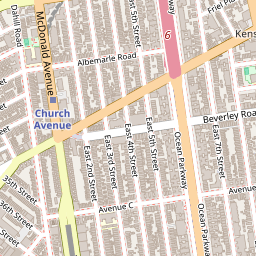 Dahill Road
McDonald Avenue
East 5th Street
6
kway
Friel Pla
Kens
Albemarle Road
Church
Avenue
Beverley Road
East 2nd Street
East 3rd Street
East 4th Street
East 5th Street
Ocean Parkway
East 7th Street
35th Street
36th Street
Avenue C
Avenue
Ocean Parkway